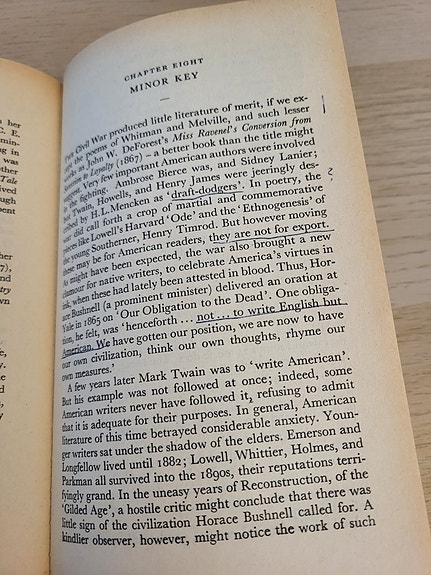 her
C. E.
min-
ing in
was
other
Tale
ived
ough
pent
CHAPTER EIGHT
MINOR KEY
THE Civil War produced little literature of merit, if we ex-
cept the poems of Whitman and Melville, and such lesser
works as John W. DeForest's Miss Ravenel's Conversion from
Secession to Loyalty (1867) – a better book than the title might
suggest. Very few important American authors were involved
in the fighting. Ambrose Bierce was, and Sidney Lanier;
but Twain, Howells, and Henry James were jeeringly des-
cribed by H. L. Mencken as 'draft-dodgers'. In poetry, the
war did call forth a crop of martial and commemorative
pieces like Lowell's Harvard 'Ode' and the 'Ethnogenesis' of
the young Southerner, Henry Timrod. But however moving
these may be for American readers, they are not for export.
As might have been expected, the war also brought a new
clamour for native writers, to celebrate America's virtues in
ink, when these had lately been attested in blood. Thus, Hor-
ace Bushnell (a prominent minister) delivered an oration at
Yale in 1865 on 'Our Obligation to the Dead'. One obliga-
tion, he felt, was 'henceforth ... not ... to write English but
American. We have gotten our position, we are now to have
our own civilization, think our own thoughts, rhyme our
own measures.'
A few years later Mark Twain was to 'write American'.
But his example was not followed at once; indeed, some
American writers never have followed it, refusing to admit
that it is adequate for their purposes. In general, American
literature of this time betrayed considerable anxiety. Youn-
ger writers sat under the shadow of the elders. Emerson and
Longfellow lived until 1882; Lowell, Whittier, Holmes, and
Parkman all survived into the 1890s, their reputations terri-
fyingly grand. In the uneasy years of Reconstruction, of the
'Gilded Age', a hostile critic might conclude that there was
little sign of the civilization Horace Bushnell called for. A
kindlier observer, however, might notice the work of such
?